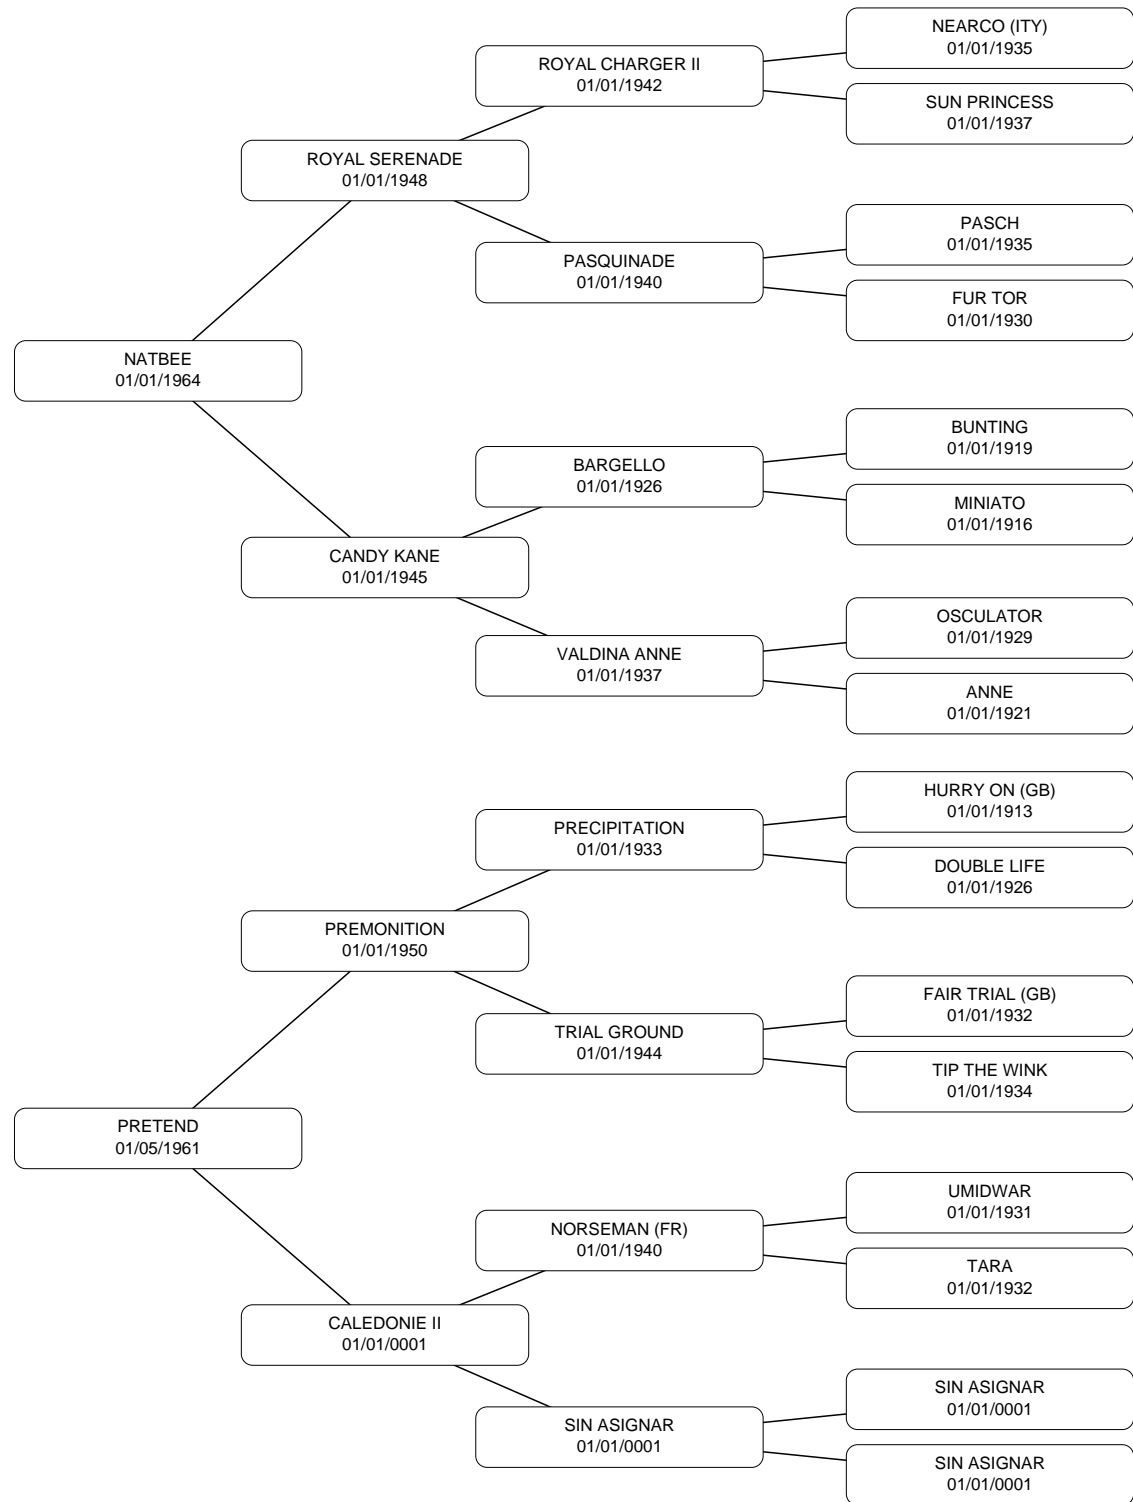 NEARCO (ITY)
01/01/1935
ROYAL CHARGER II
01/01/1942
SUN PRINCESS
01/01/1937
ROYAL SERENADE
01/01/1948
PASCH
01/01/1935
PASQUINADE
01/01/1940
FUR TOR
01/01/1930
NATBEE
01/01/1964
BUNTING
01/01/1919
BARGELLO
01/01/1926
MINIATO
01/01/1916
CANDY KANE
01/01/1945
OSCULATOR
01/01/1929
VALDINA ANNE
01/01/1937
ANNE
01/01/1921
HURRY ON (GB)
01/01/1913
PRECIPITATION
01/01/1933
DOUBLE LIFE
01/01/1926
PREMONITION
01/01/1950
FAIR TRIAL (GB)
01/01/1932
TRIAL GROUND
01/01/1944
TIP THE WINK
01/01/1934
PRETEND
01/05/1961
UMIDWAR
01/01/1931
NORSEMAN (FR)
01/01/1940
TARA
01/01/1932
CALEDONIE II
01/01/0001
SIN ASIGNAR
01/01/0001
SIN ASIGNAR
01/01/0001
SIN ASIGNAR
01/01/0001